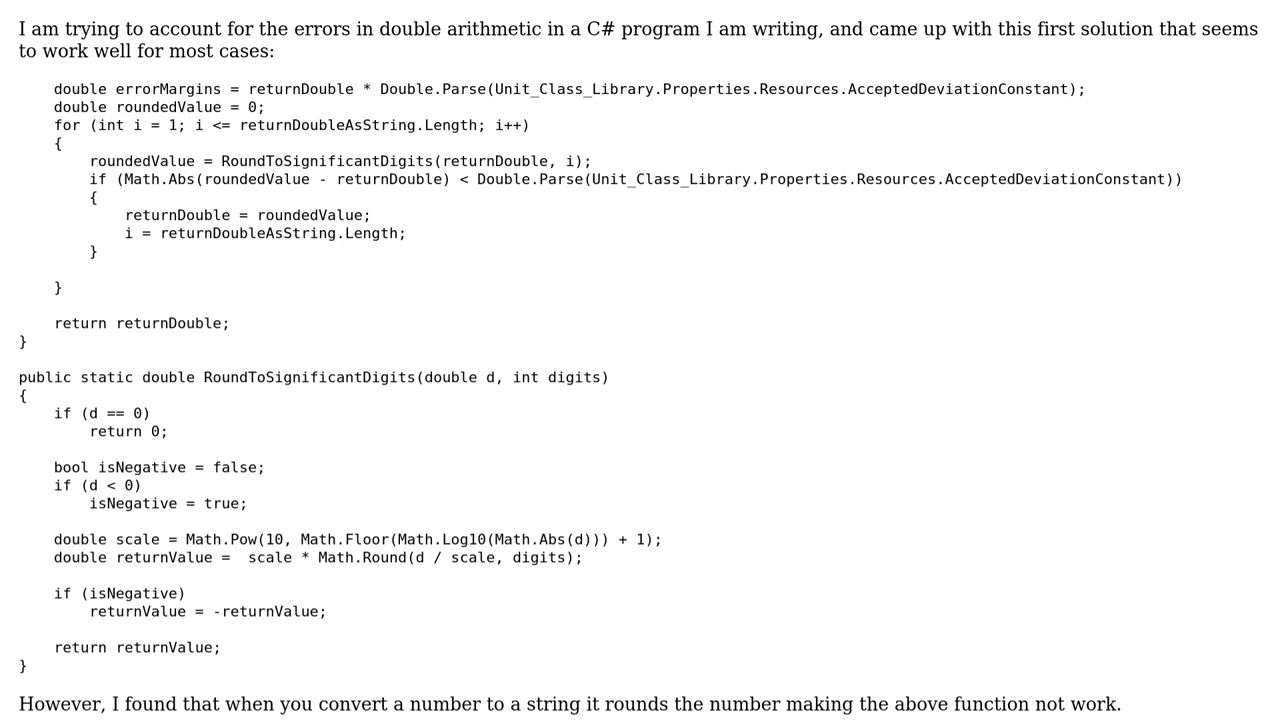 I am trying to account for the errors in double arithmetic in a C# program I am writing, and came up with this first solution that seems
to work well for most cases:
    double errorMargins = returnDouble * Double.Parse(Unit_Class_Library.Properties.Resources.AcceptedDeviationConstant);
    double roundedValue = 0;
    for (int i = 1; i <= returnDoubleAsString.Length; i++)
    {
        roundedValue = RoundToSignificantDigits(returnDouble, i);
        if (Math.Abs(roundedValue - returnDouble) < Double.Parse(Unit_Class_Library.Properties.Resources.AcceptedDeviationConstant))
        {
            returnDouble = roundedValue;
            i = returnDoubleAsString.Length;
        }
    }
    return returnDouble;
}
public static double RoundToSignificantDigits(double d, int digits)
{
    if (d == 0)
        return 0;
    bool isNegative = false;
    if (d < 0)
        isNegative = true;
    double scale = Math.Pow(10, Math.Floor(Math.Log10(Math.Abs(d))) + 1);
    double returnValue =  scale * Math.Round(d / scale, digits);
    if (isNegative)
        returnValue = -returnValue;
    return returnValue;
}
However, I found that when you convert a number to a string it rounds the number making the above function not work.